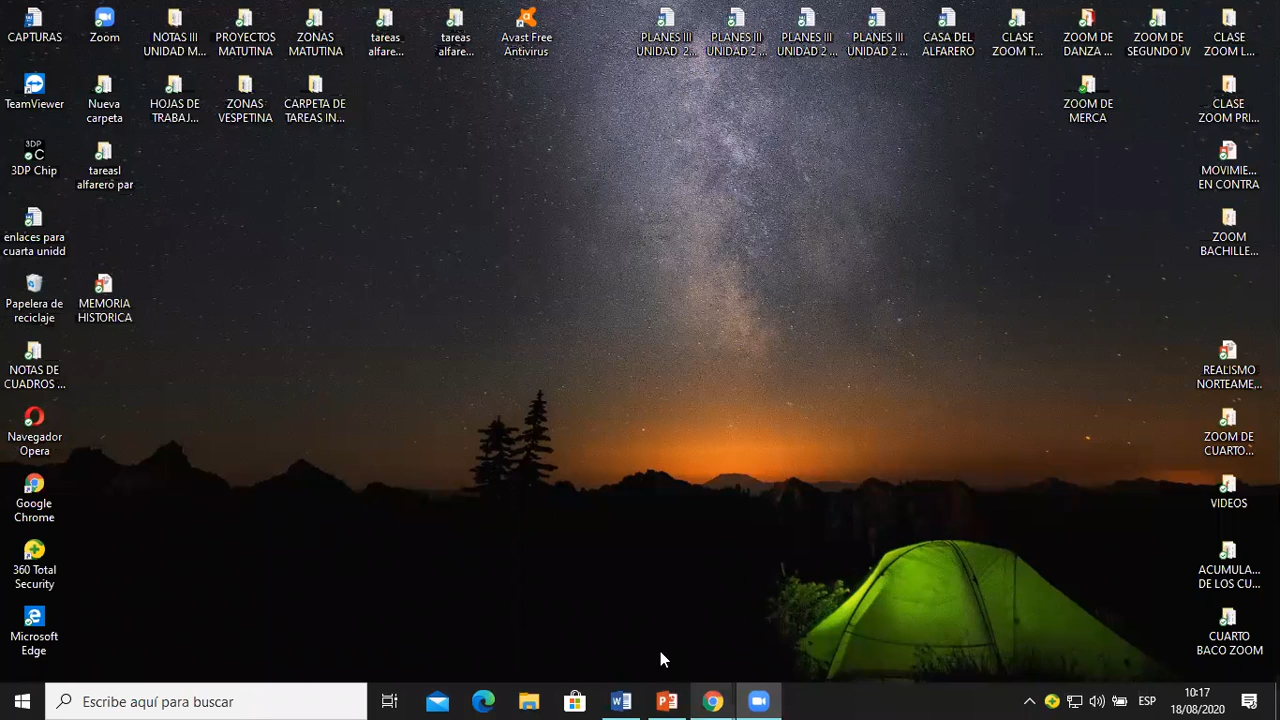 CAPTURAS
Zoom
NOTAS III
UNIDAD M...
PROYECTOS
MATUTINA
ZONAS
MATUTINA
tareas
alfare...
tareas
alfare...
Avast Free
Antivirus
PLANES III
UNIDAD 2...
PLANES III
UNIDAD 2 ...
PLANES III
UNIDAD 2 ...
PLANES III
UNIDAD 2 ...
CASA DEL
ALFARERO
CLASE
ZOOM T...
ZOOM DE
DANZA ...
ZOOM DE
SEGUNDO JV
CLASE
ZOOM L...
TeamViewer
Nueva
carpeta
HOJAS DE
TRABAJ...
ZONAS
VESPETINA
CARPETA DE
TAREAS IN...
ZOOM DE
MERCA
CLASE
ZOOM PRI...
3DP
C
3DP Chip
tareasl
alfarero par
MOVIMIE...
EN CONTRA
enlaces para
cuarta unidd
ZOOM
BACHILLE...
Papelera de
reciclaje
MEMORIA
HISTORICA
NOTAS DE
CUADROS ...
REALISMO
NORTEAME,...
Navegador
Opera
ZOOM DE
CUARTO...
Google
Chrome
VIDEOS
360 Total
Security
ACUMULA...
DE LOS CU...
Microsoft
Edge
CUARTO
BACO ZOOM
Escribe aquí para buscar
ESP
10:17
18/08/2020